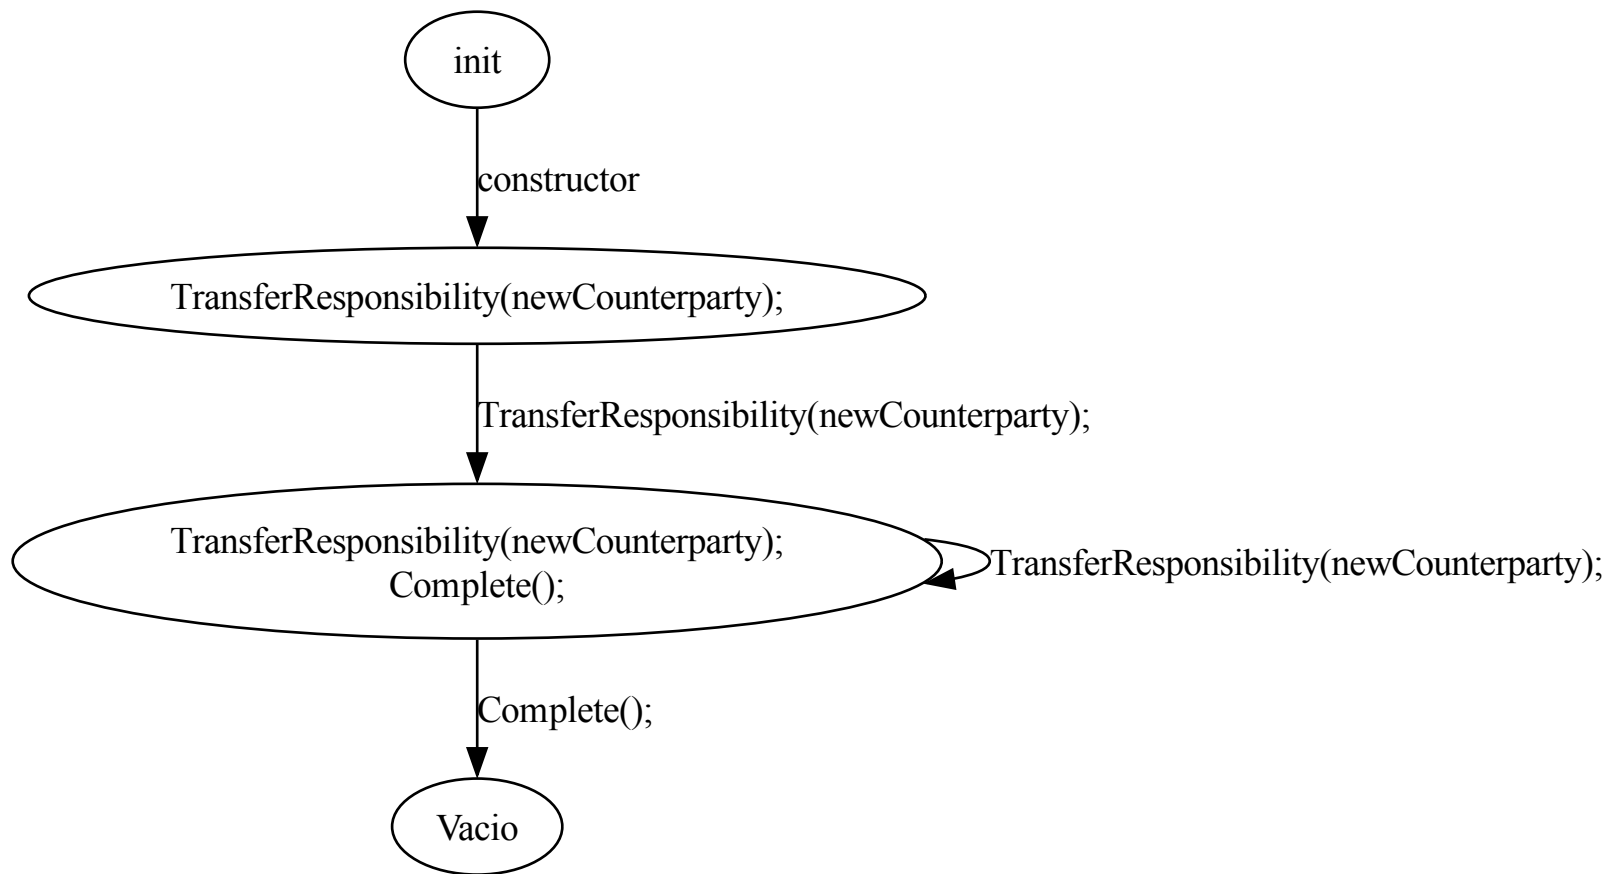 init
constructor
TransferResponsibility(newCounterparty);
TransferResponsibility(newCounterparty);
TransferResponsibility(newCounterparty);
Complete();
TransferResponsibility(newCounterparty);
Complete();
Vacio